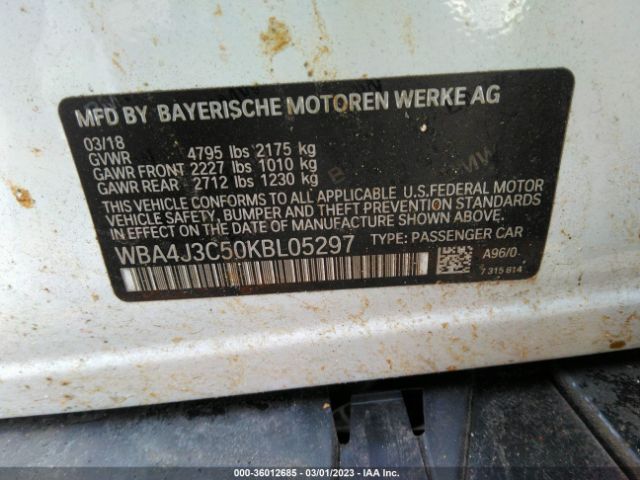 MFD BY BAYERISCHE MOTOREN WERKE AG
03/18
GVWR 4795 lbs 2175 kg
GAWR FRONT 2227 lbs 1010 kg
GAWR REAR 2712 lbs 1230 kg
THIS VEHICLE CONFORMS TO ALL APPLICABLE U.S.FEDERAL MOTOR
VEHICLE SAFETY, BUMPER AND THEFT PREVENTION STANDARDS
IN EFFECT ON THE DATE OF MANUFACTURE SHOWN ABOVE.
WBA4J3C50KBL05297 TYPE: PASSENGER CAR
A96/0
7 315 614
000-36012685 - 03/01/2023 - IAA Inc.